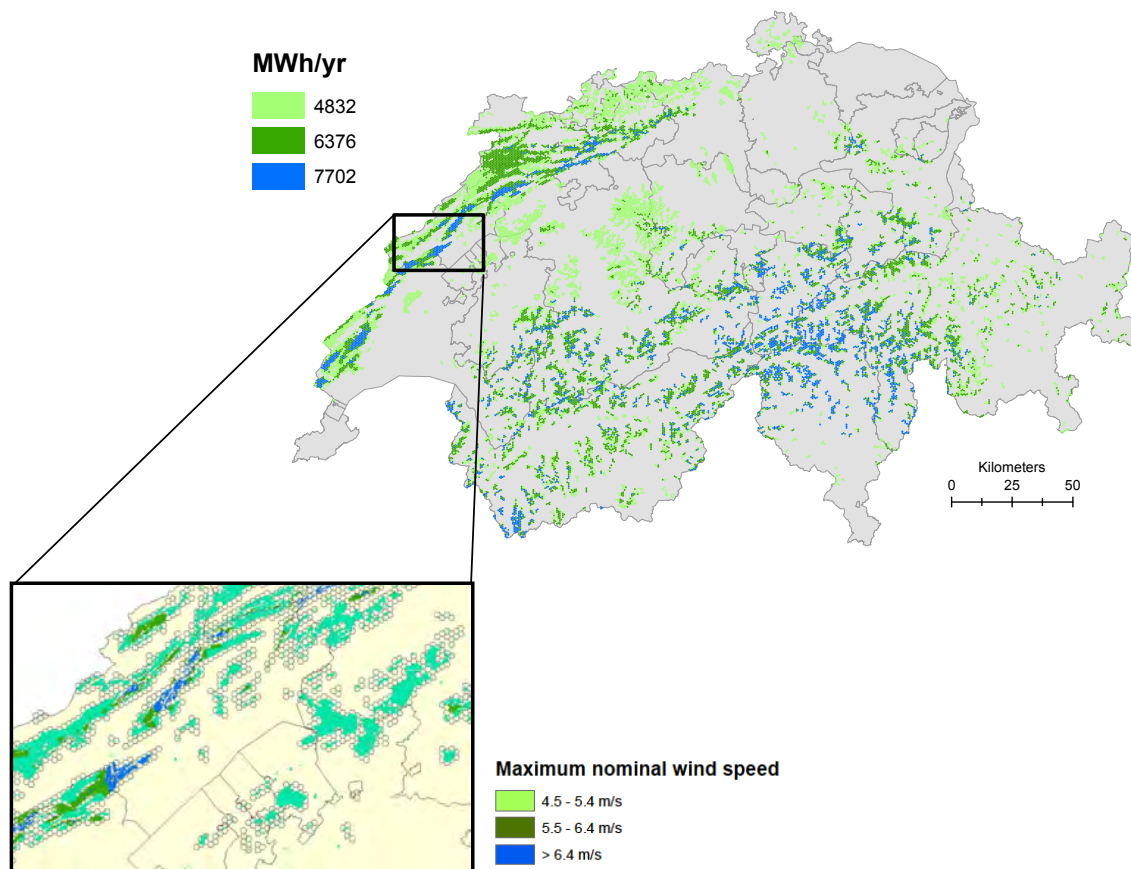 MWh/yr
4832
6376
7702
Kilometers
0 25 50
Maximum nominal wind speed
4.5 - 5.4 m/s
5.5 - 6.4 m/s
> 6.4 m/s